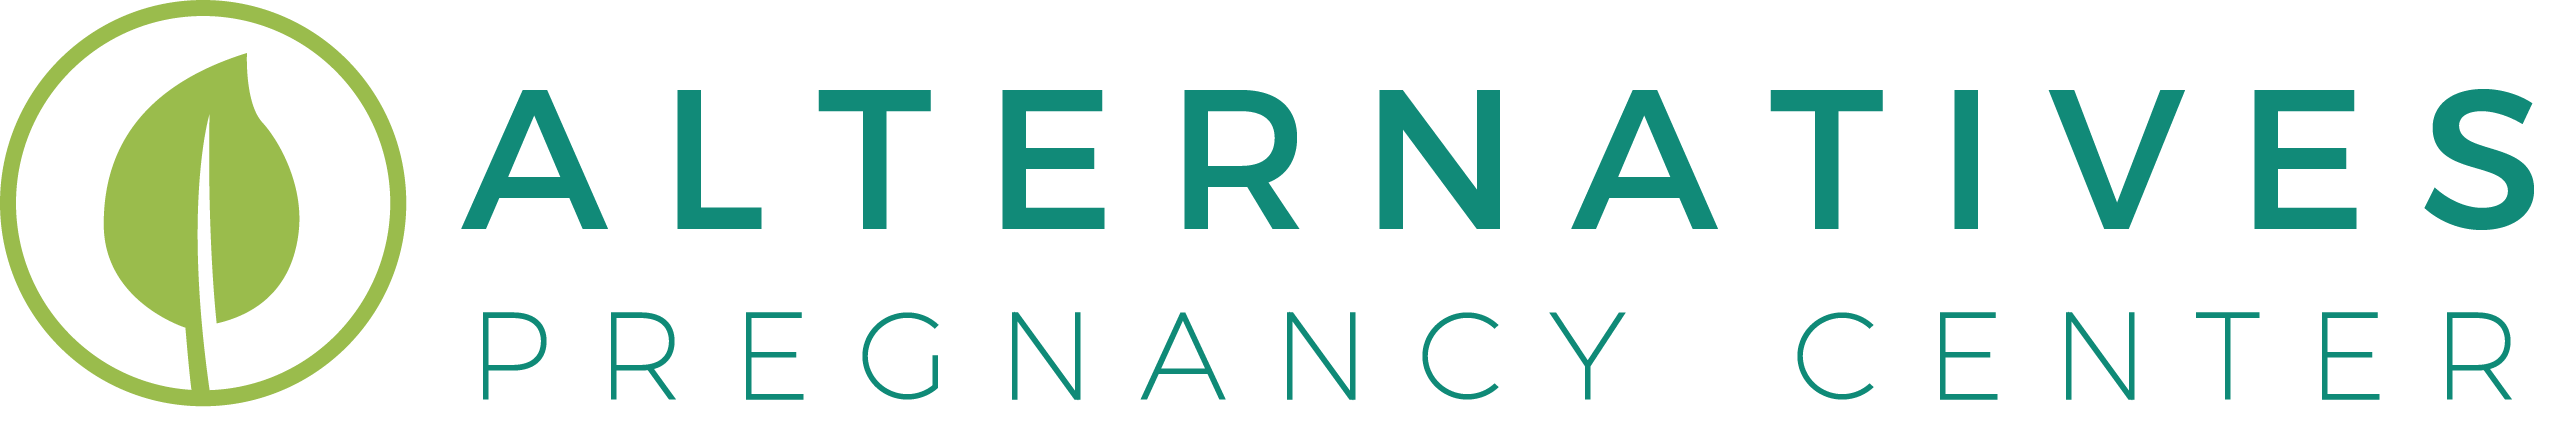 ALTERNATIVES
PREGNANCY CENTER